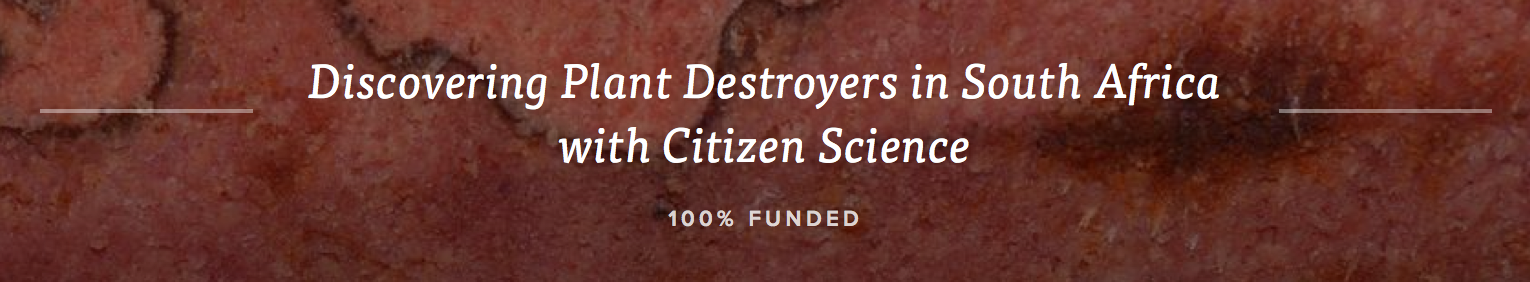 Discovering Plant Destroyers in South Africa
with Citizen Science
100% FUNDED